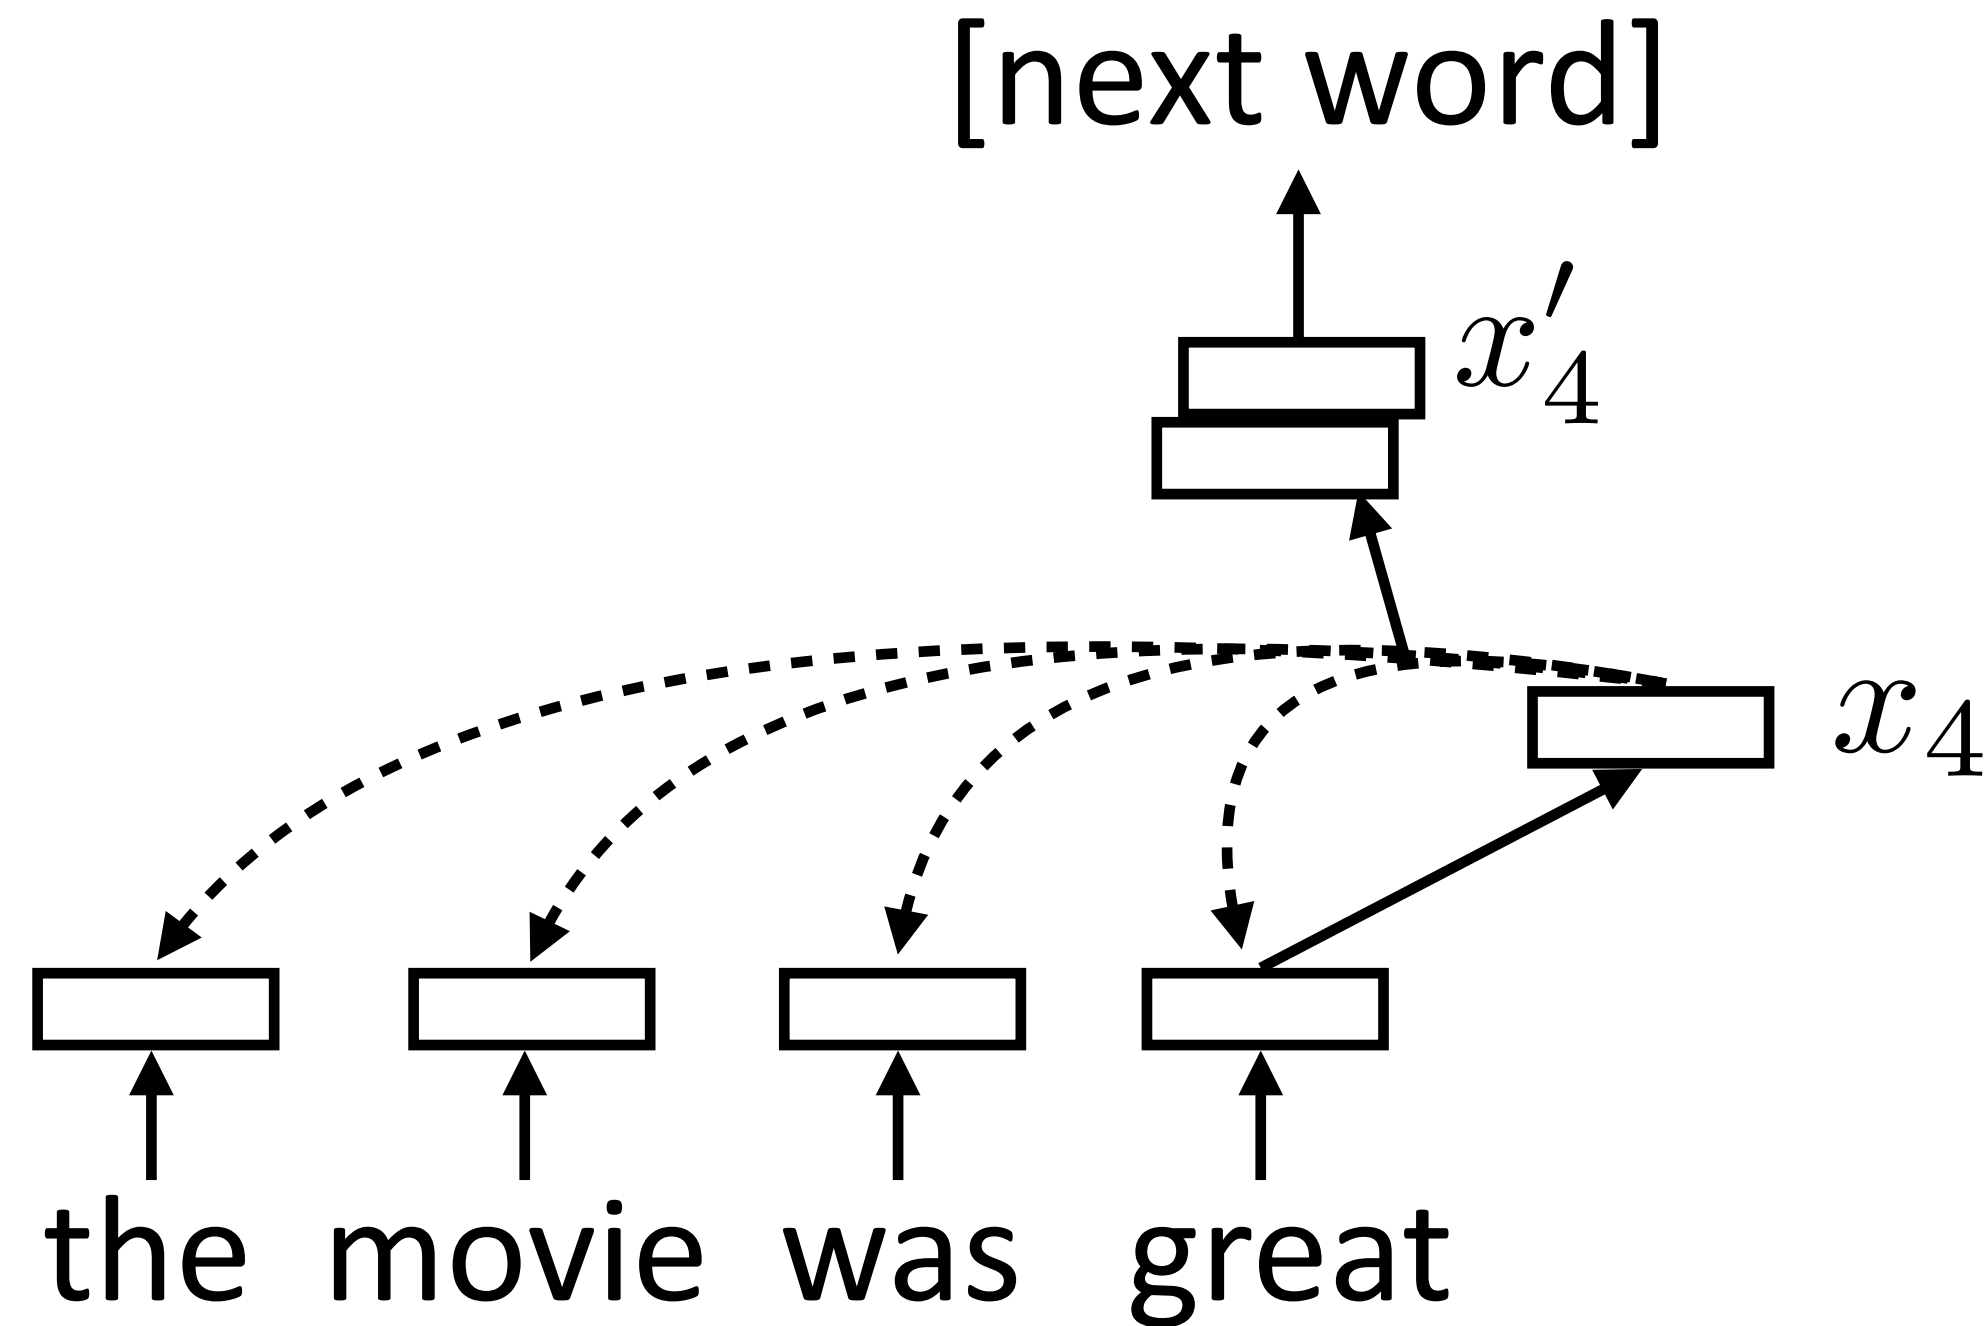 [next word]
x′₄
x₄
the movie was great